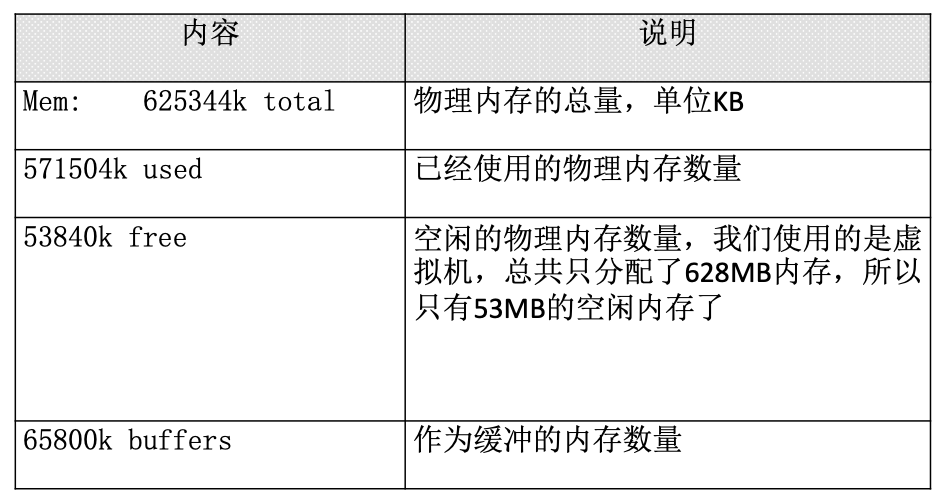 内容 说明
Mem: 625344k total 物理内存的总量，单位KB
571504k used 已经使用的物理内存数量
53840k free 空闲的物理内存数量，我们使用的是虚
拟机，总共只分配了628MB内存，所以
只有53MB的空闲内存了
65800k buffers 作为缓冲的内存数量